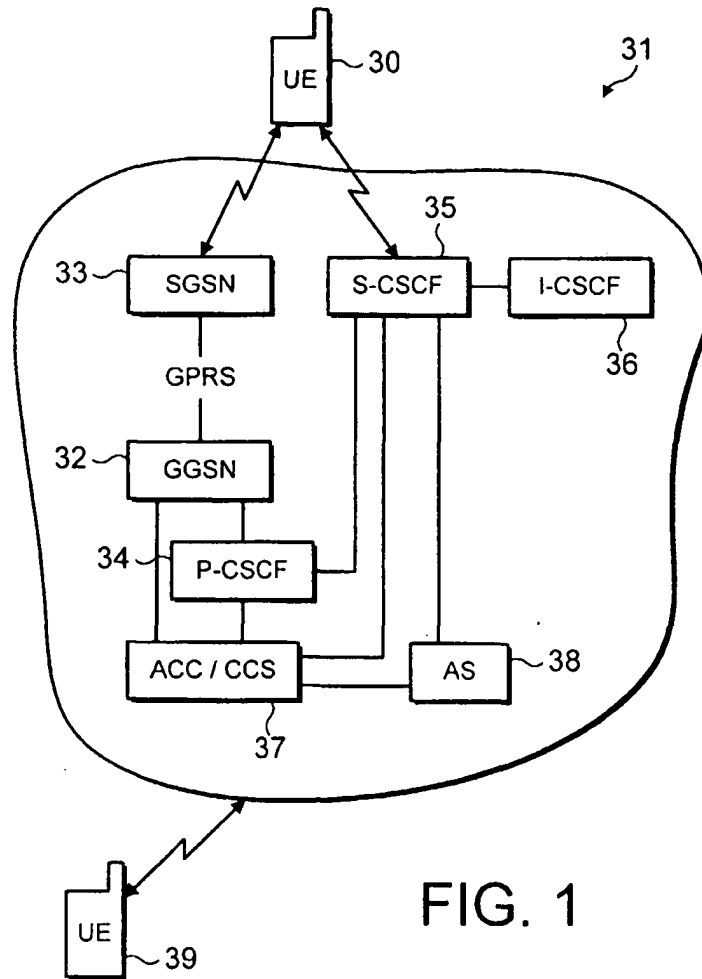 UE
30
31
35
33
SGSN
S-CSCF
I-CSCF
36
GPRS
32
GGSN
34
P-CSCF
ACC / CCS
AS
38
37
UE
39
FIG. 1